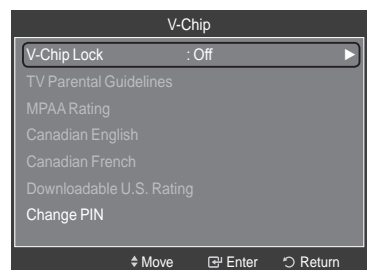 V-Chip
V-Chip Lock : Off
TV Parental Guidelines
MPAA Rating
Canadian English
Canadian French
Downloadable U.S. Rating
Change PIN
Move Enter Return